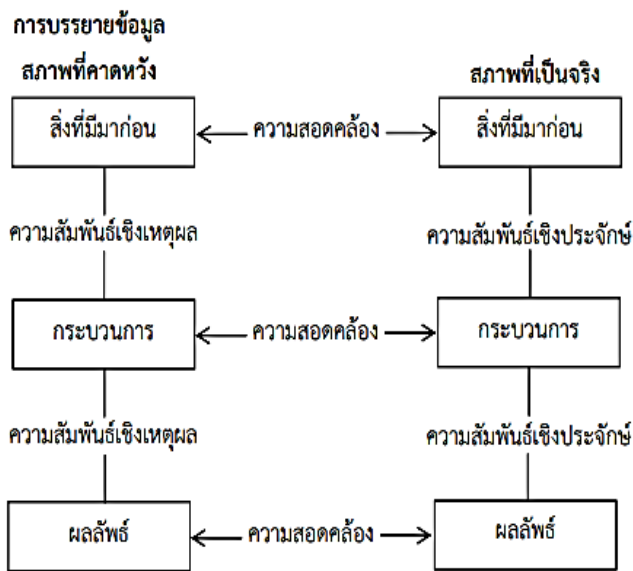 การบรรยายข้อมูล
สภาพที่คาดหวัง
สภาพที่เป็นจริง
สิ่งที่มีมาก่อน
ความสอดคล้อง
สิ่งที่มีมาก่อน
ความสัมพันธ์เชิงเหตุผล
ความสัมพันธ์เชิงประจักษ์
กระบวนการ
ความสอดคล้อง
กระบวนการ
ความสัมพันธ์เชิงเหตุผล
ความสัมพันธ์เชิงประจักษ์
ผลลัพธ์
ความสอดคล้อง
ผลลัพธ์